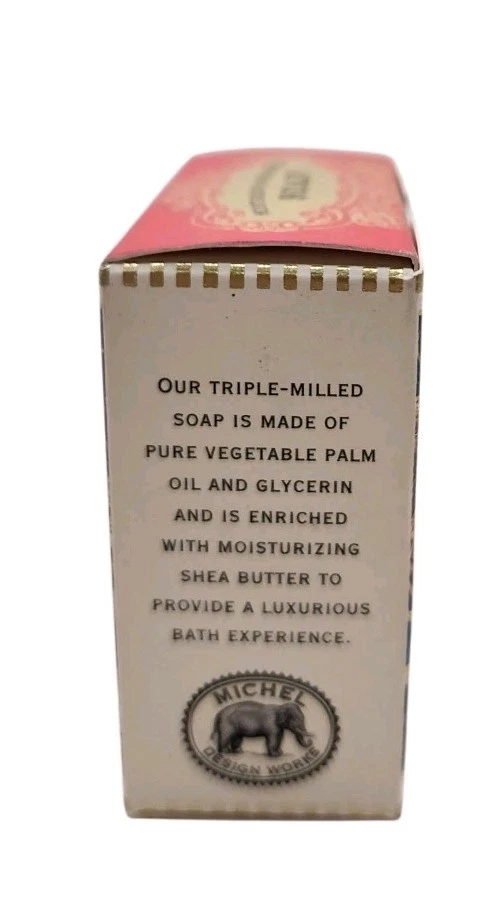 OUR TRIPLE-MILLED
SOAP IS MADE OF
PURE VEGETABLE PALM
OIL AND GLYCERIN
AND IS ENRICHED
WITH MOISTURIZING
SHEA BUTTER TO
PROVIDE A LUXURIOUS
BATH EXPERIENCE.
MICHEL
DESIGN WORKS